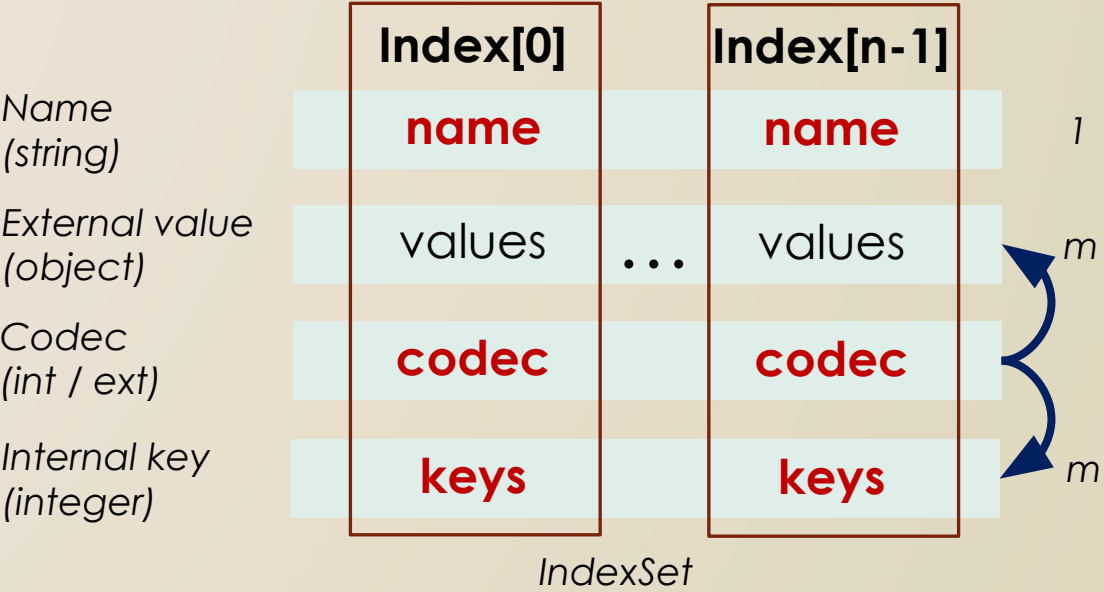 Index[0] Index[n-1]
Name
(string)
name name 1
External value
(object)
values ... values m
Codec
(int / ext)
codec codec
Internal key
(integer)
keys keys m
IndexSet